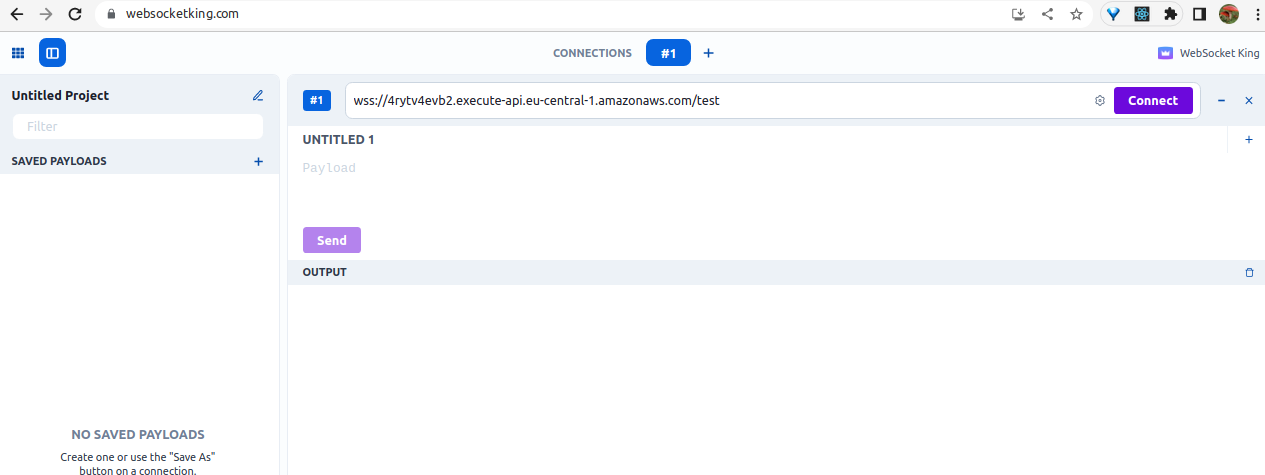 websocketking.com
CONNECTIONS #1 + WebSocket King
Untitled Project
Filter
SAVED PAYLOADS +
NO SAVED PAYLOADS
Create one or use the "Save As"
button on a connection.
#1 wss://4rytv4evb2.execute-api.eu-central-1.amazonaws.com/test Connect
UNTITLED 1
Payload
Send
OUTPUT